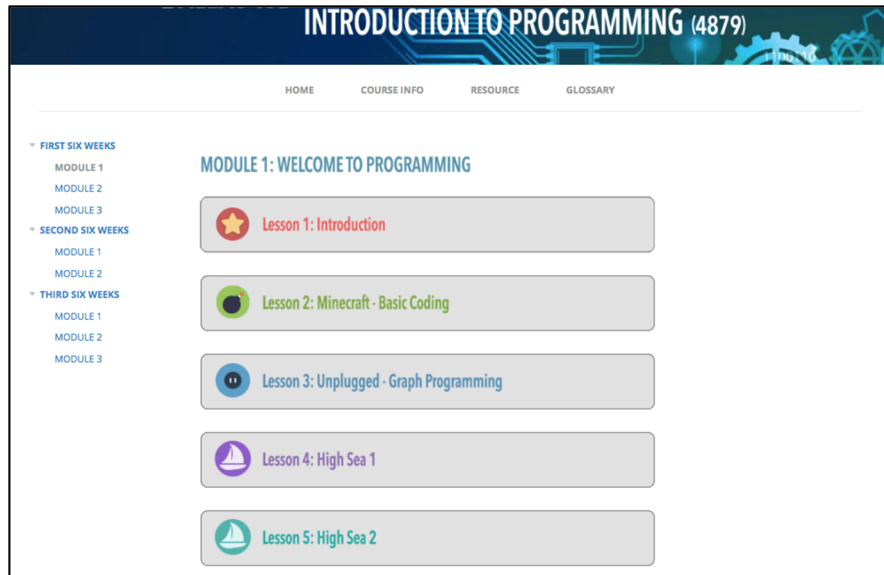 INTRODUCTION TO PROGRAMMING (4879)
HOME COURSE INFO RESOURCE GLOSSARY
FIRST SIX WEEKS
MODULE 1
MODULE 2
MODULE 3
SECOND SIX WEEKS
MODULE 1
MODULE 2
THIRD SIX WEEKS
MODULE 1
MODULE 2
MODULE 3
MODULE 1: WELCOME TO PROGRAMMING
Lesson 1: Introduction
Lesson 2: Minecraft - Basic Coding
Lesson 3: Unplugged - Graph Programming
Lesson 4: High Sea 1
Lesson 5: High Sea 2